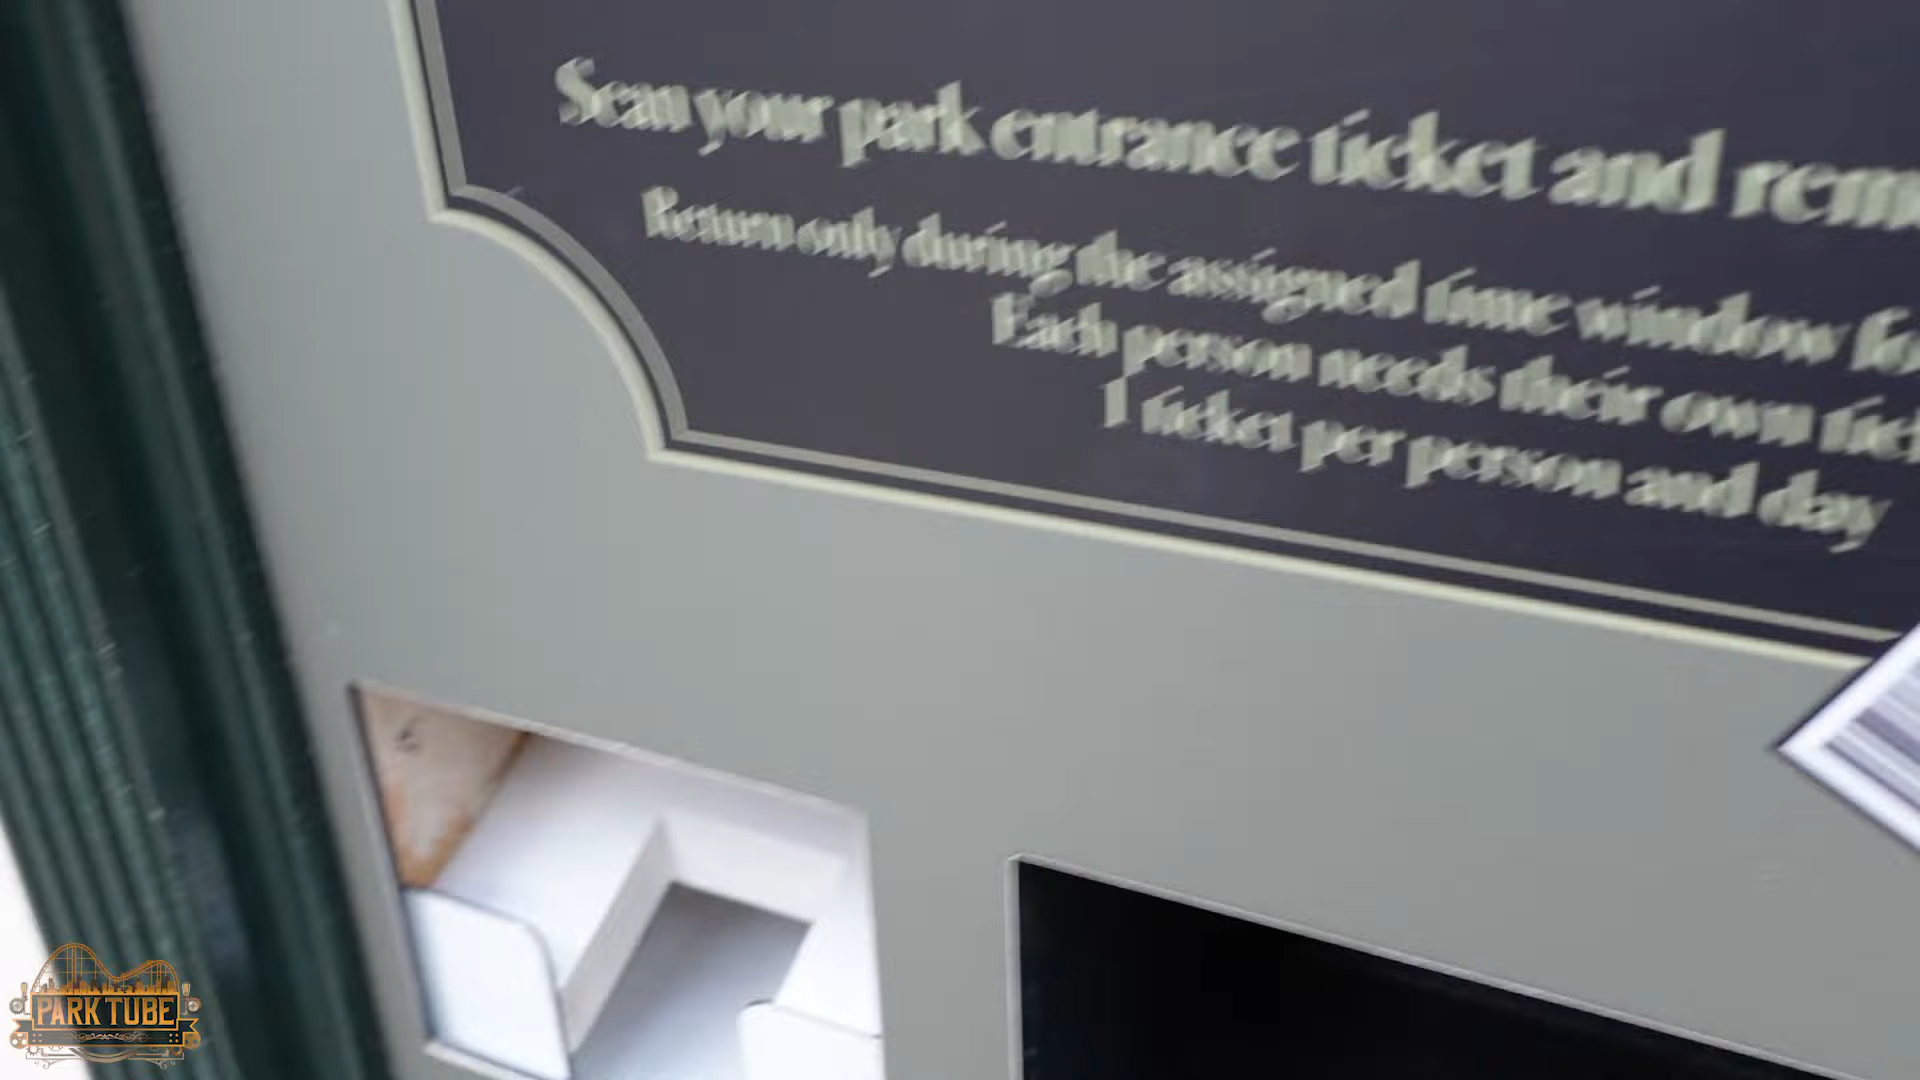 Scan your park entrance ticket and
Return only during the assigned time window
Each person needs their own
1 ticket per person and day
PARK TUBE